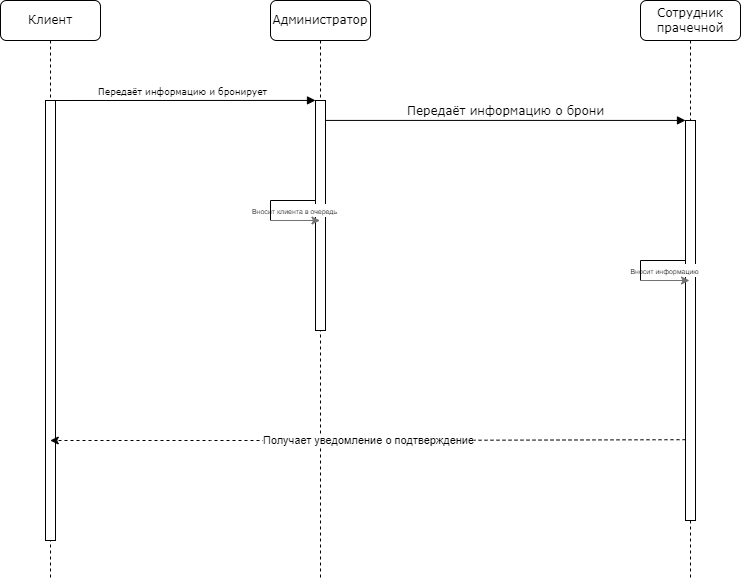 Клиент
Администратор
Сотрудник
прачечной
Передаёт информацию и бронирует
Передаёт информацию о брони
Вносит клиента в очередь
Вносит информацию
Получает уведомление о подтверждение